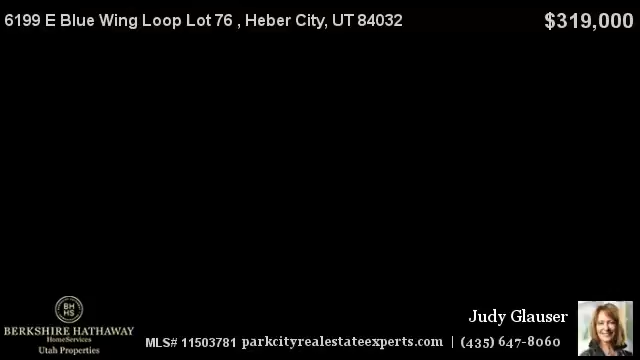 6199 E Blue Wing Loop Lot 76 , Heber City, UT 84032
$319,000
BH
HS
BERKSHIRE HATHAWAY
HomeServices
Utah Properties
Judy Glauser
MLS# 11503781 parkcityrealestateexperts.com | (435) 647-8060